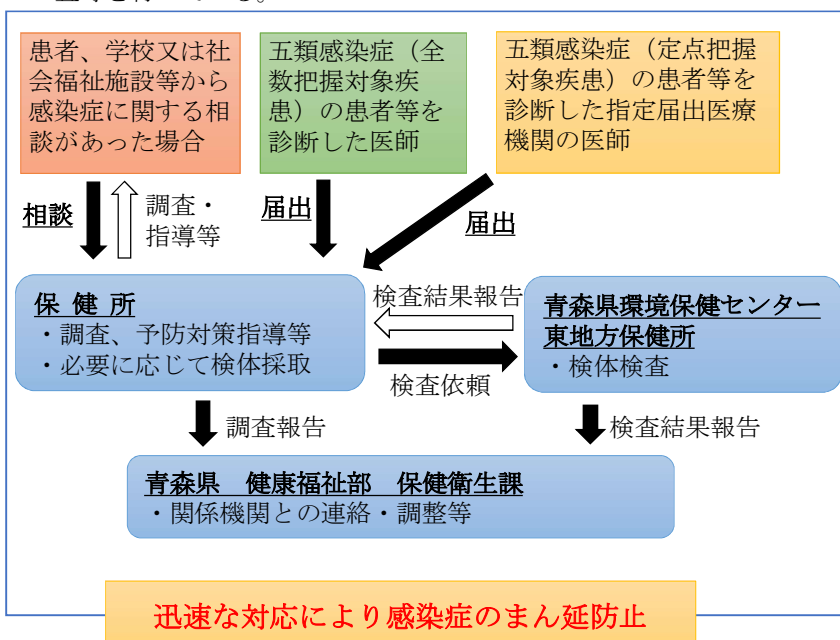 患者、学校又は社
会福祉施設等から
感染症に関する相
談があった場合
五類感染症（全
数把握対象疾
患）の患者等を
診断した医師
五類感染症（定点把握
対象疾患）の患者等を
診断した指定届出医療
機関の医師
相談
調査・
指導等
届出
届出
保 健 所
・調査、予防対策指導等
・必要に応じて検体採取
検査結果報告
検査依頼
青森県環境保健センター
東地方保健所
・検体検査
調査報告
検査結果報告
青森県　健康福祉部　保健衛生課
・関係機関との連絡・調整等
迅速な対応により感染症のまん延防止